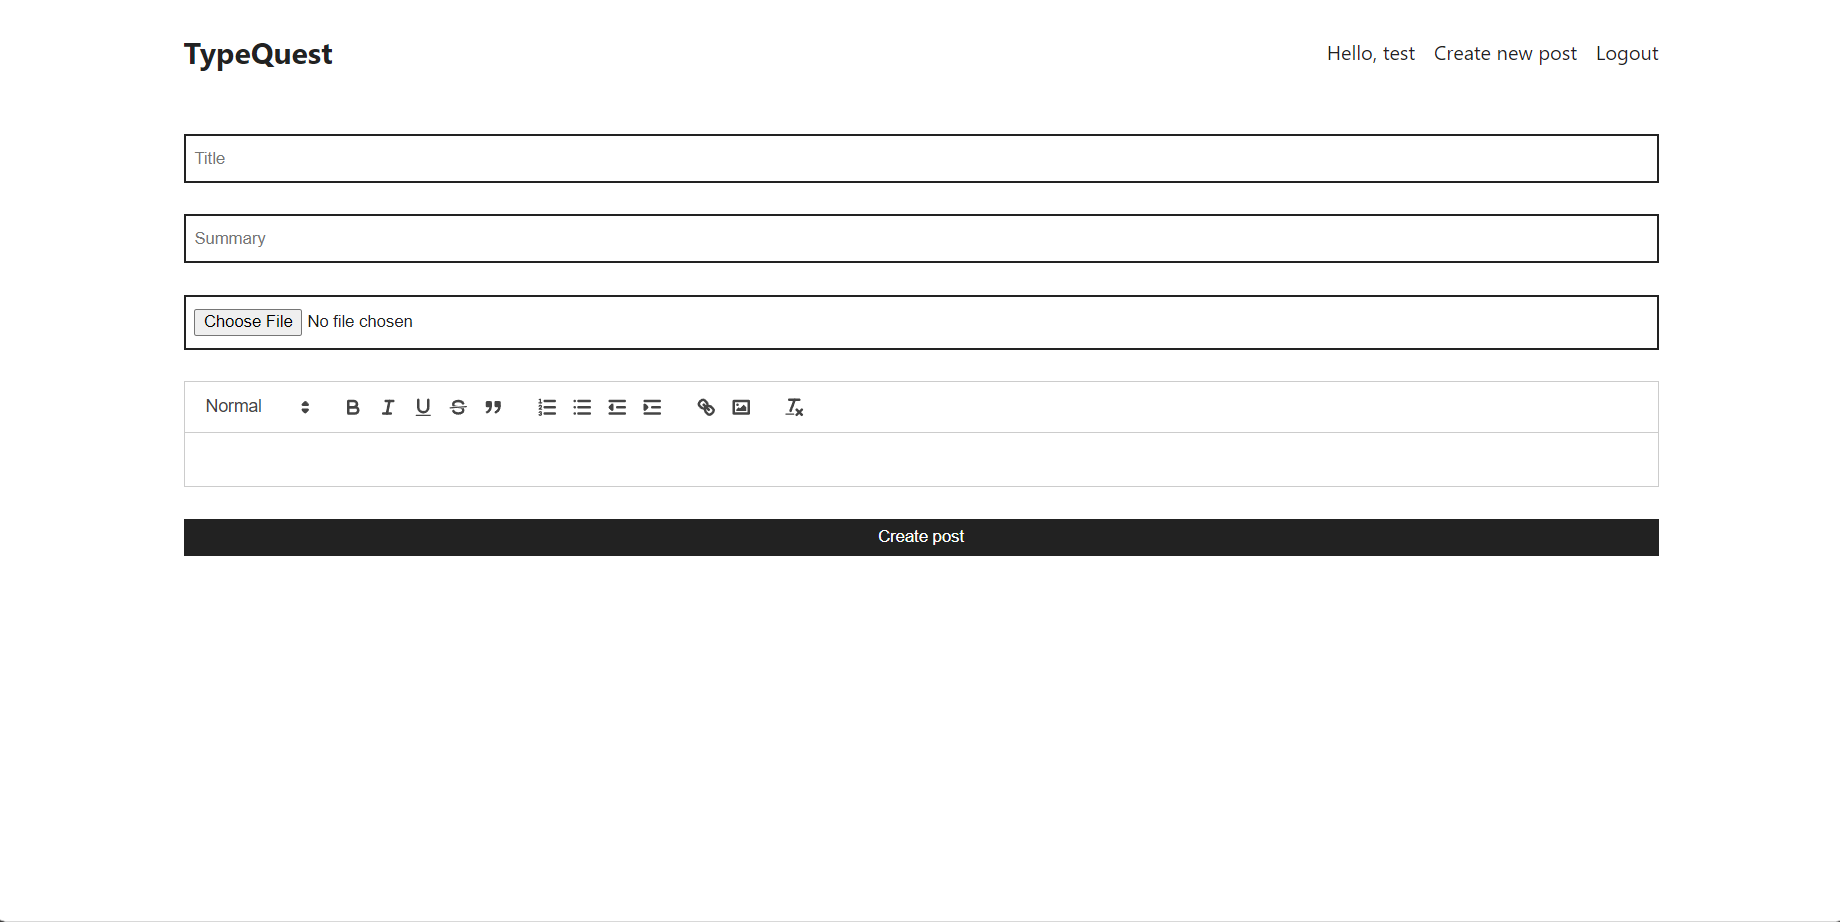 TypeQuest
Hello, test Create new post Logout
Title
Summary
Choose File No file chosen
Normal
Create post